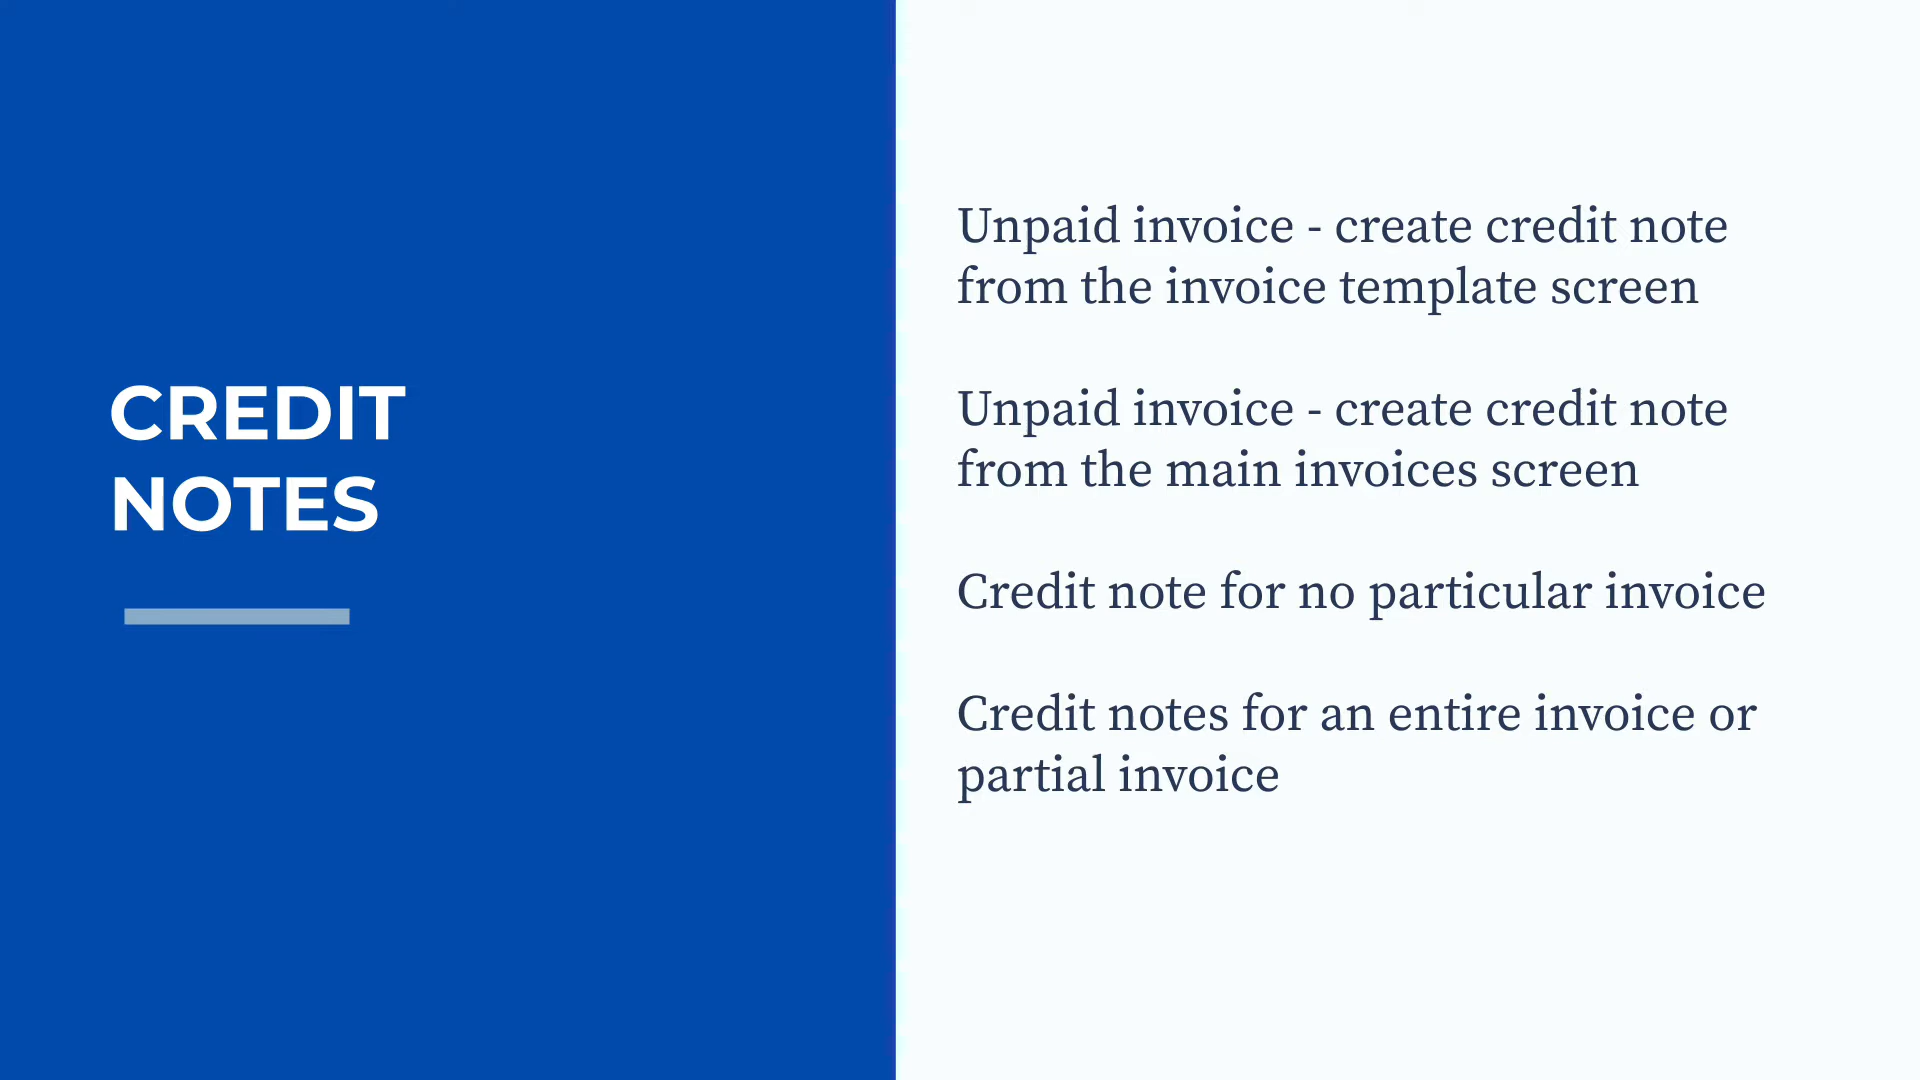 CREDIT
NOTES
Unpaid invoice - create credit note
from the invoice template screen
Unpaid invoice - create credit note
from the main invoices screen
Credit note for no particular invoice
Credit notes for an entire invoice or
partial invoice